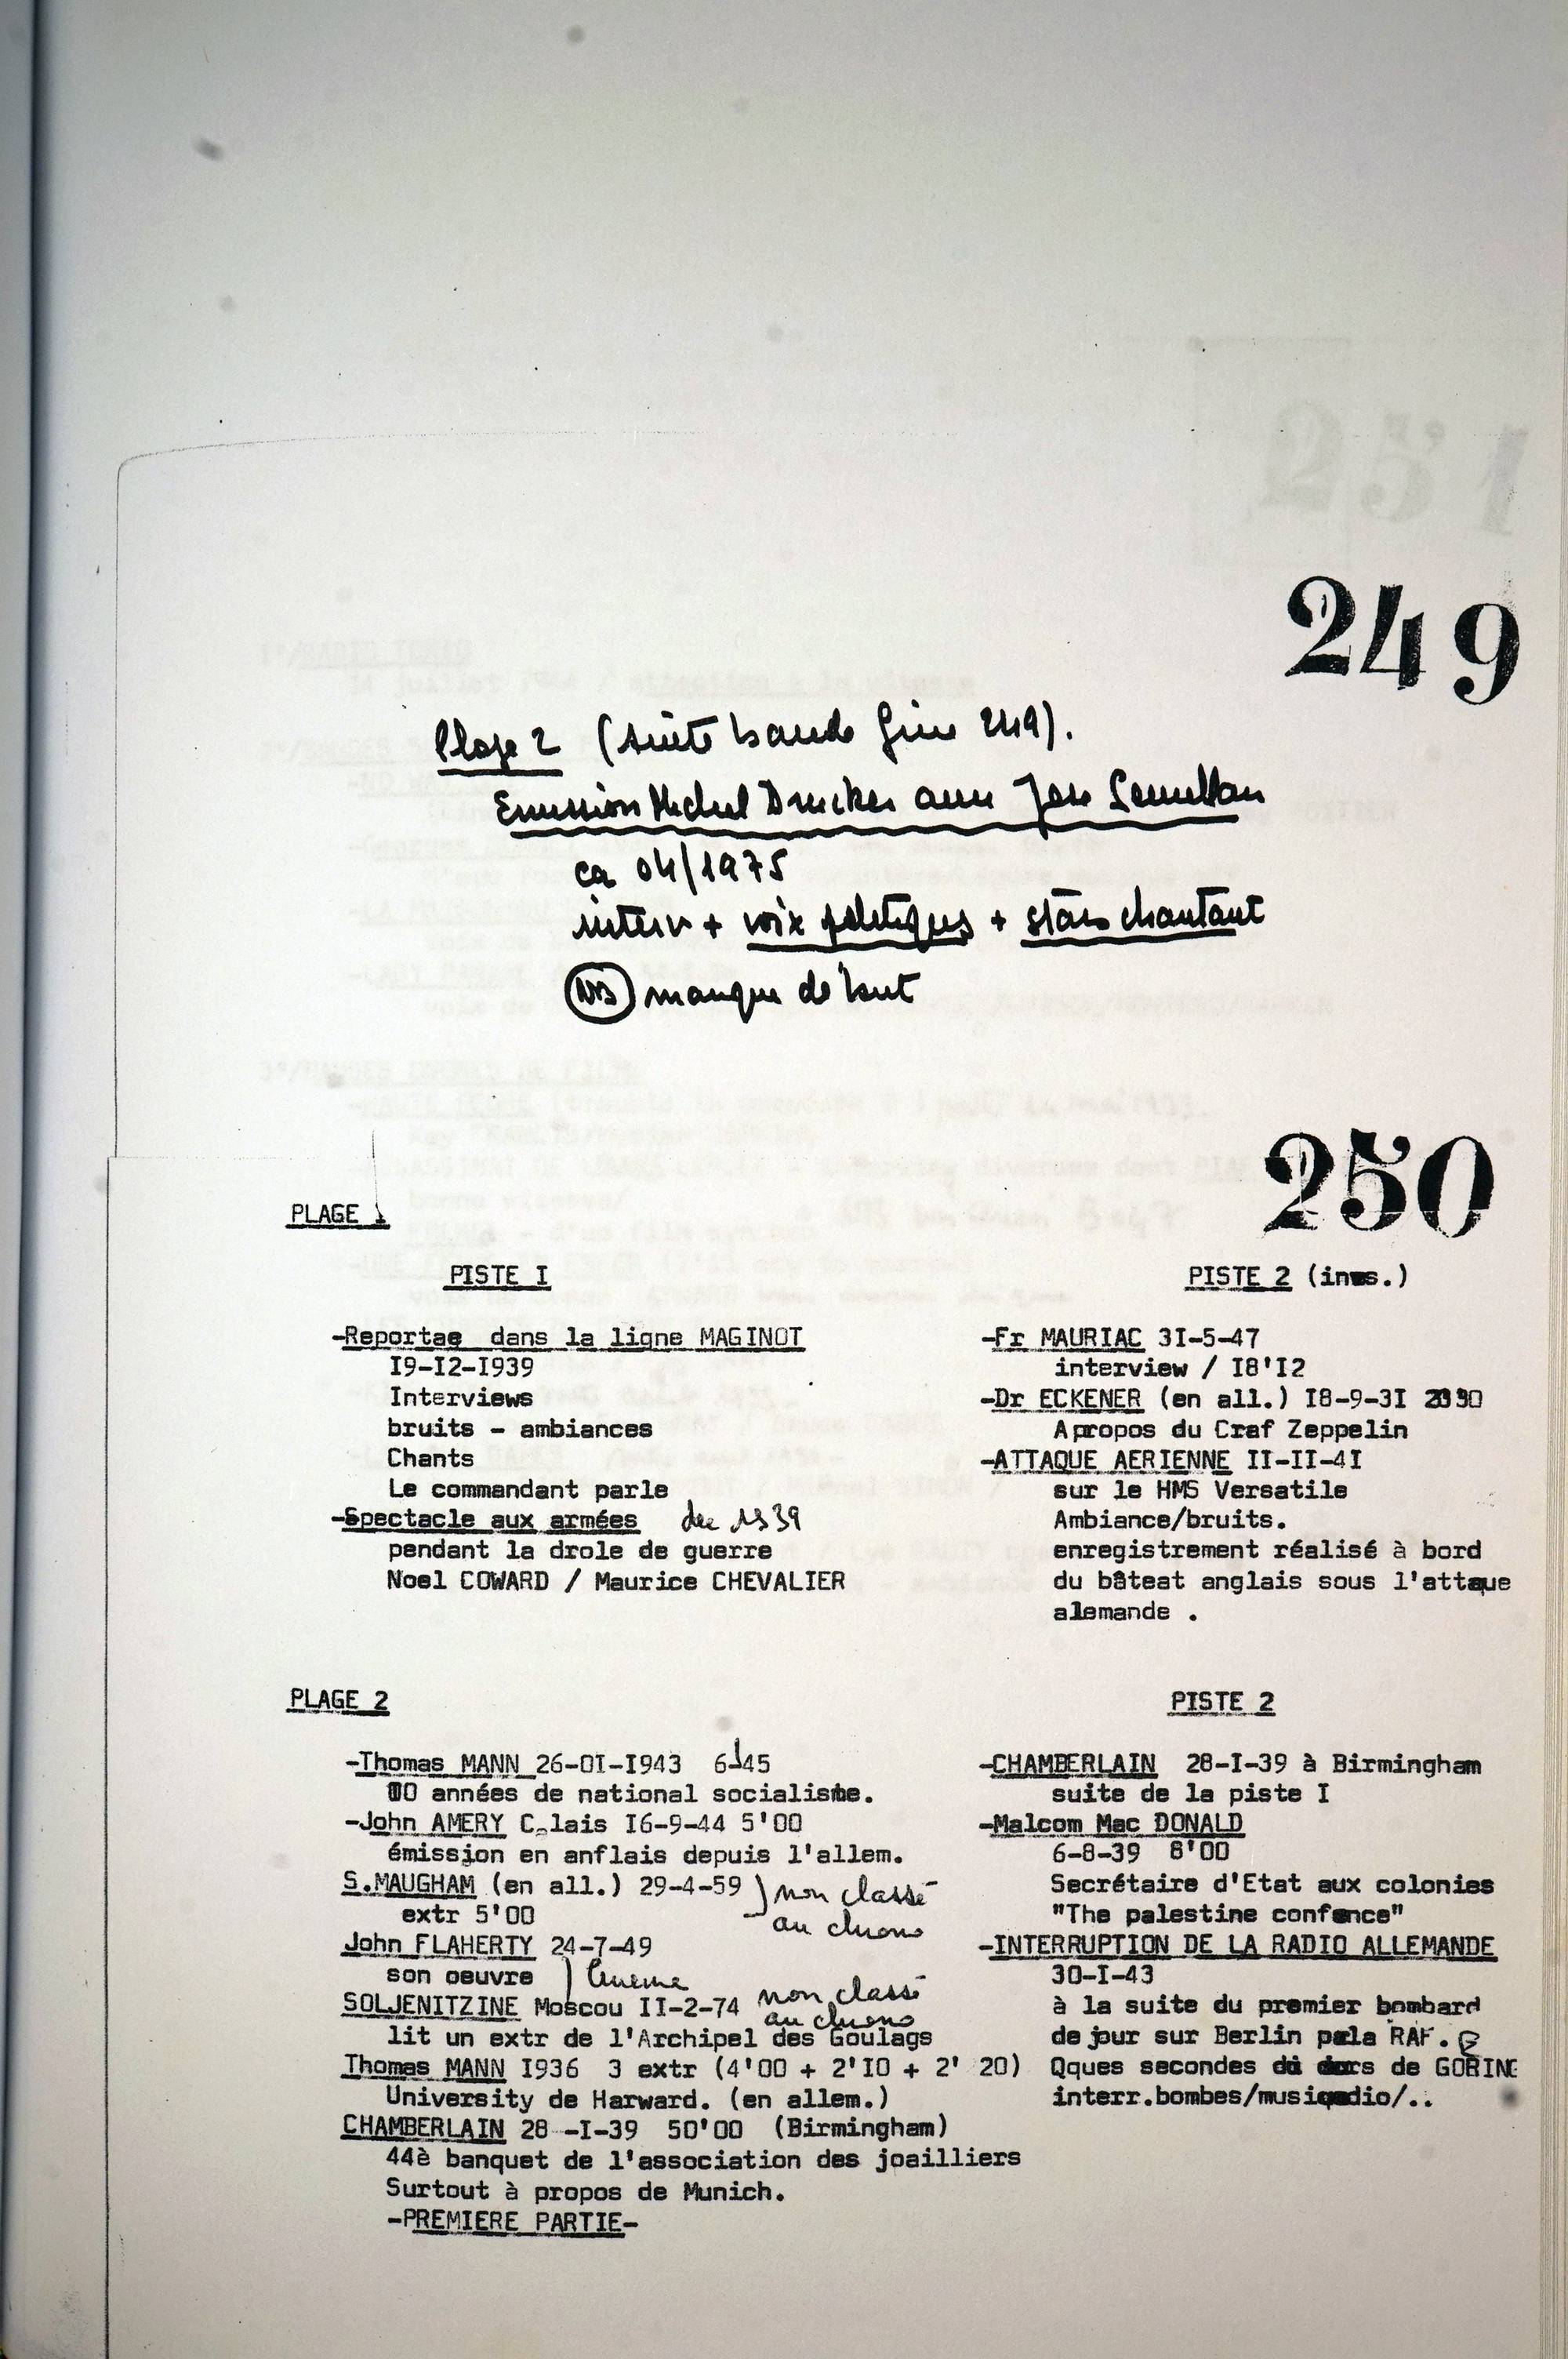 249
Plage 2 (suite bande 249).
Emission Michel Drucker
ca 04/1975
interv + voix politiques + stars chantant
NB manque début
250
PLAGE 1
PISTE I
-Reportae dans la ligne MAGINOT
I9-I2-I939
Interviews
bruits - ambiances
Chants
Le commandant parle
-Spectacle aux armées dec 1939
pendant la drole de guerre
Noel COWARD / Maurice CHEVALIER
PISTE 2 (inws.)
-Fr MAURIAC 3I-5-47
interview / I8'I2
-Dr ECKENER (en all.) I8-9-3I
Apropos du Craf Zeppelin
-ATTAQUE AERIENNE II-II-4I
sur le HMS Versatile
Ambiance/bruits.
enregistrement réalisé à bord
du bâteat anglais sous l'attaque
alemande .
PLAGE 2
-Thomas MANN 26-OI-I943 6'45
10 années de national socialisme.
-John AMERY C lais I6-9-44 5'00
émission en anflais depuis l'allem.
S.MAUGHAM (en all.) 29-4-59 ) non classé
extr 5'00 au chrono
John FLAHERTY 24-7-49
son oeuvre ) Cinéma
SOLJENITZINE Moscou II-2-74 non classé
au chrono
lit un extr de l'Archipel des Goulags
Thomas MANN I936 3 extr (4'00 + 2'IO + 2' 20)
University de Harward. (en allem.)
CHAMBERLAIN 28 -I-39 50'00 (Birmingham)
44è banquet de l'association des joailliers
Surtout à propos de Munich.
-PREMIERE PARTIE-
PISTE 2
-CHAMBERLAIN 28-I-39 à Birmingham
suite de la piste I
-Malcom Mac DONALD
6-8-39 8'00
Secrétaire d'Etat aux colonies
"The palestine confence"
-INTERRUPTION DE LA RADIO ALLEMANDE
30-I-43
à la suite du premier bombard
de jour sur Berlin pala RAF.
Qques secondes de GORING
interr.bombes/